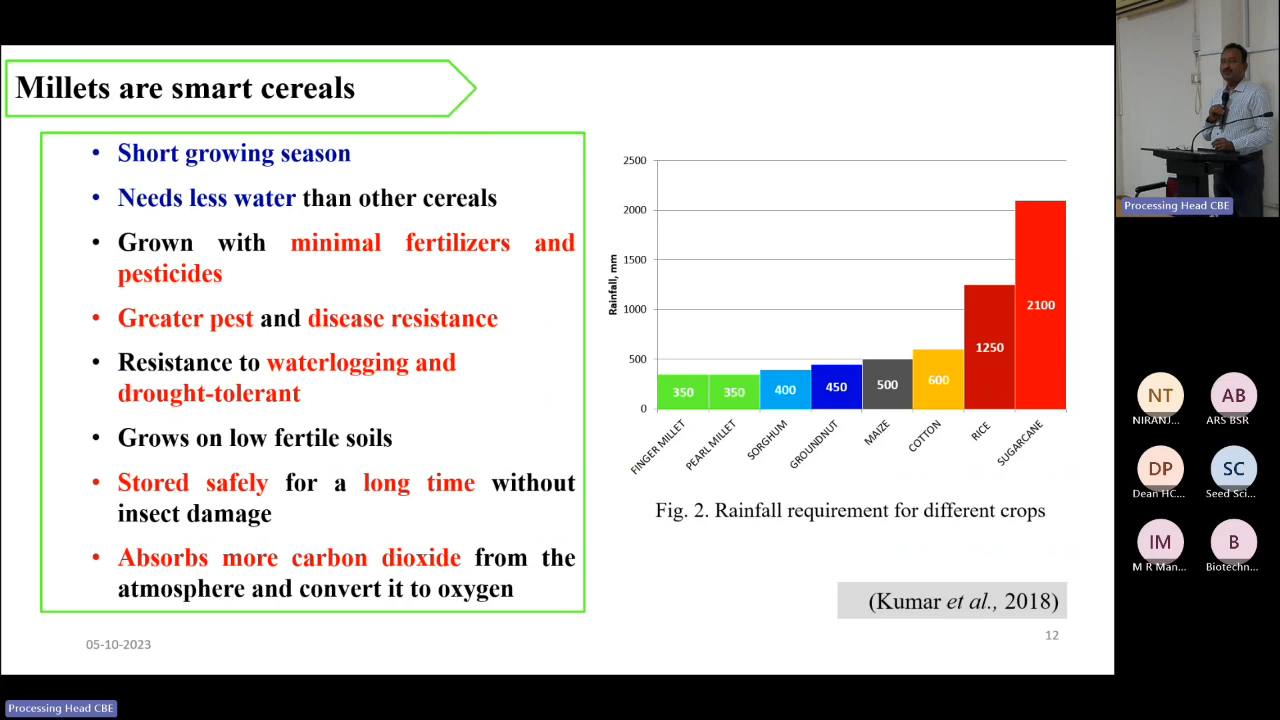 Millets are smart cereals
• Short growing season
• Needs less water than other cereals
• Grown with minimal fertilizers and
pesticides
• Greater pest and disease resistance
• Resistance to waterlogging and
drought-tolerant
• Grows on low fertile soils
• Stored safely for a long time without
insect damage
• Absorbs more carbon dioxide from the
atmosphere and convert it to oxygen
05-10-2023
Rainfall, mm
2500
2000
1500
1000
500
0
350
350
400
450
500
600
1250
2100
FINGER MILLET
PEARL MILLET
SORGHUM
GROUNDNUT
MAIZE
COTTON
RICE
SUGARCANE
Fig. 2. Rainfall requirement for different crops
(Kumar et al., 2018)
12
Processing Head CBE
NT
NIRANJ...
AB
ARS BSR
DP
Dean HC...
SC
Seed Sci...
IM
M R Man...
B
Biotechn...
Processing Head CBE